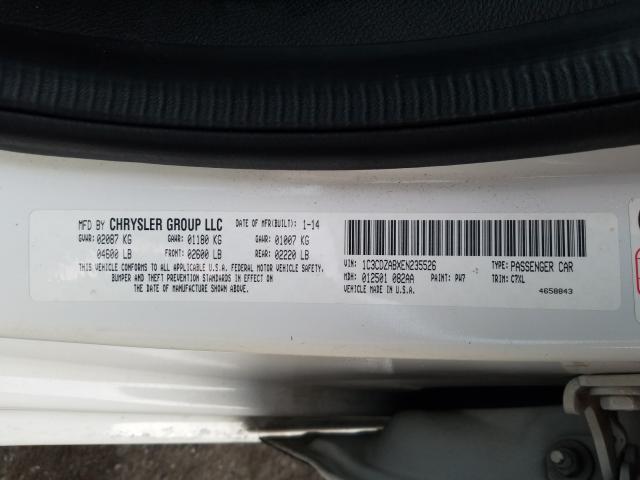 MFD BY CHRYSLER GROUP LLC DATE OF MFR(BUILT): 1-14
GVWR: 02087 KG GAWR: 01180 KG GAWR: 01007 KG
04600 LB FRONT: 02600 LB REAR: 02220 LB
THIS VEHICLE CONFORMS TO ALL APPLICABLE U.S.A. FEDERAL MOTOR VEHICLE SAFETY,
BUMPER AND THEFT PREVENTION STANDARDS IN EFFECT ON
THE DATE OF MANUFACTURE SHOWN ABOVE.
VIN: 1C3CDZABXEN235526 TYPE: PASSENGER CAR
MDH: 012501 062AA PAINT: PW7 TRIM: C7XL
VEHICLE MADE IN U.S.A. 4658843